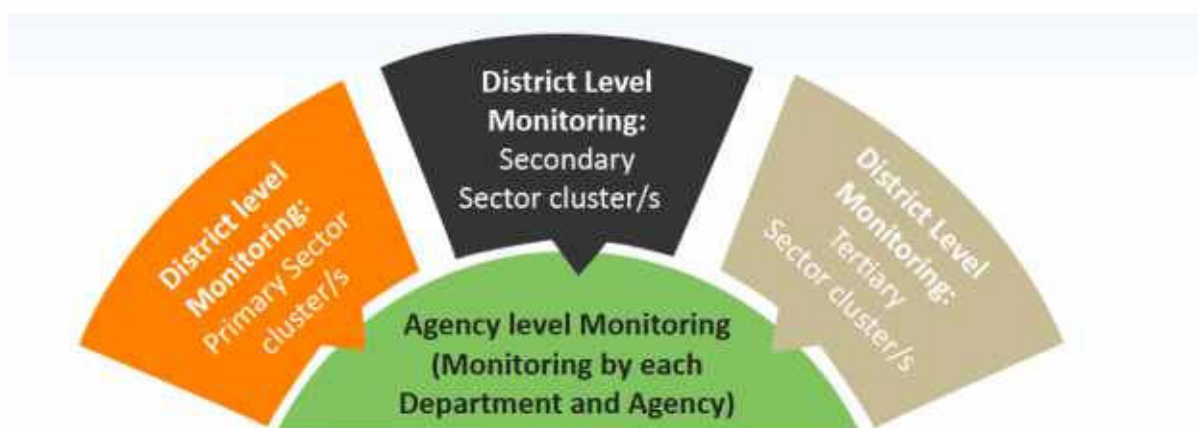 District level
Monitoring:
Primary Sector
cluster/s
District Level
Monitoring:
Secondary
Sector cluster/s
District Level
Monitoring:
Tertiary
Sector cluster/s
Agency level Monitoring
(Monitoring by each
Department and Agency)